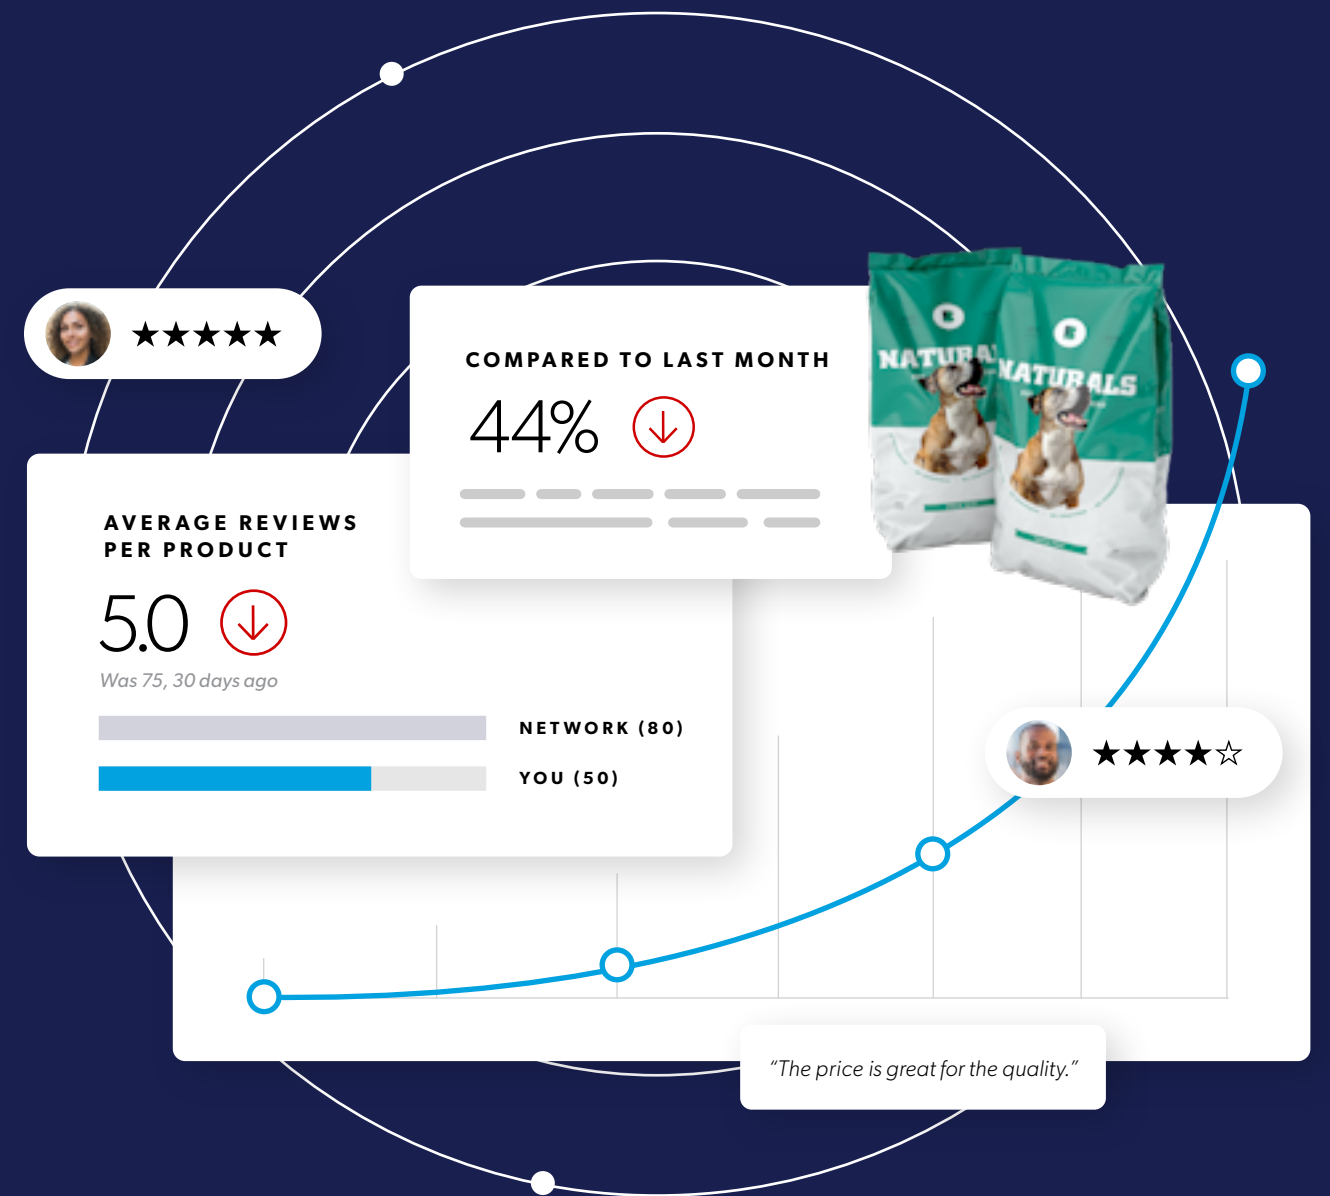 COMPARED TO LAST MONTH
44%
NATURA
NATURALS
AVERAGE REVIEWS
PER PRODUCT
5.0
Was 75, 30 days ago
NETWORK (80)
YOU (50)
"The price is great for the quality."